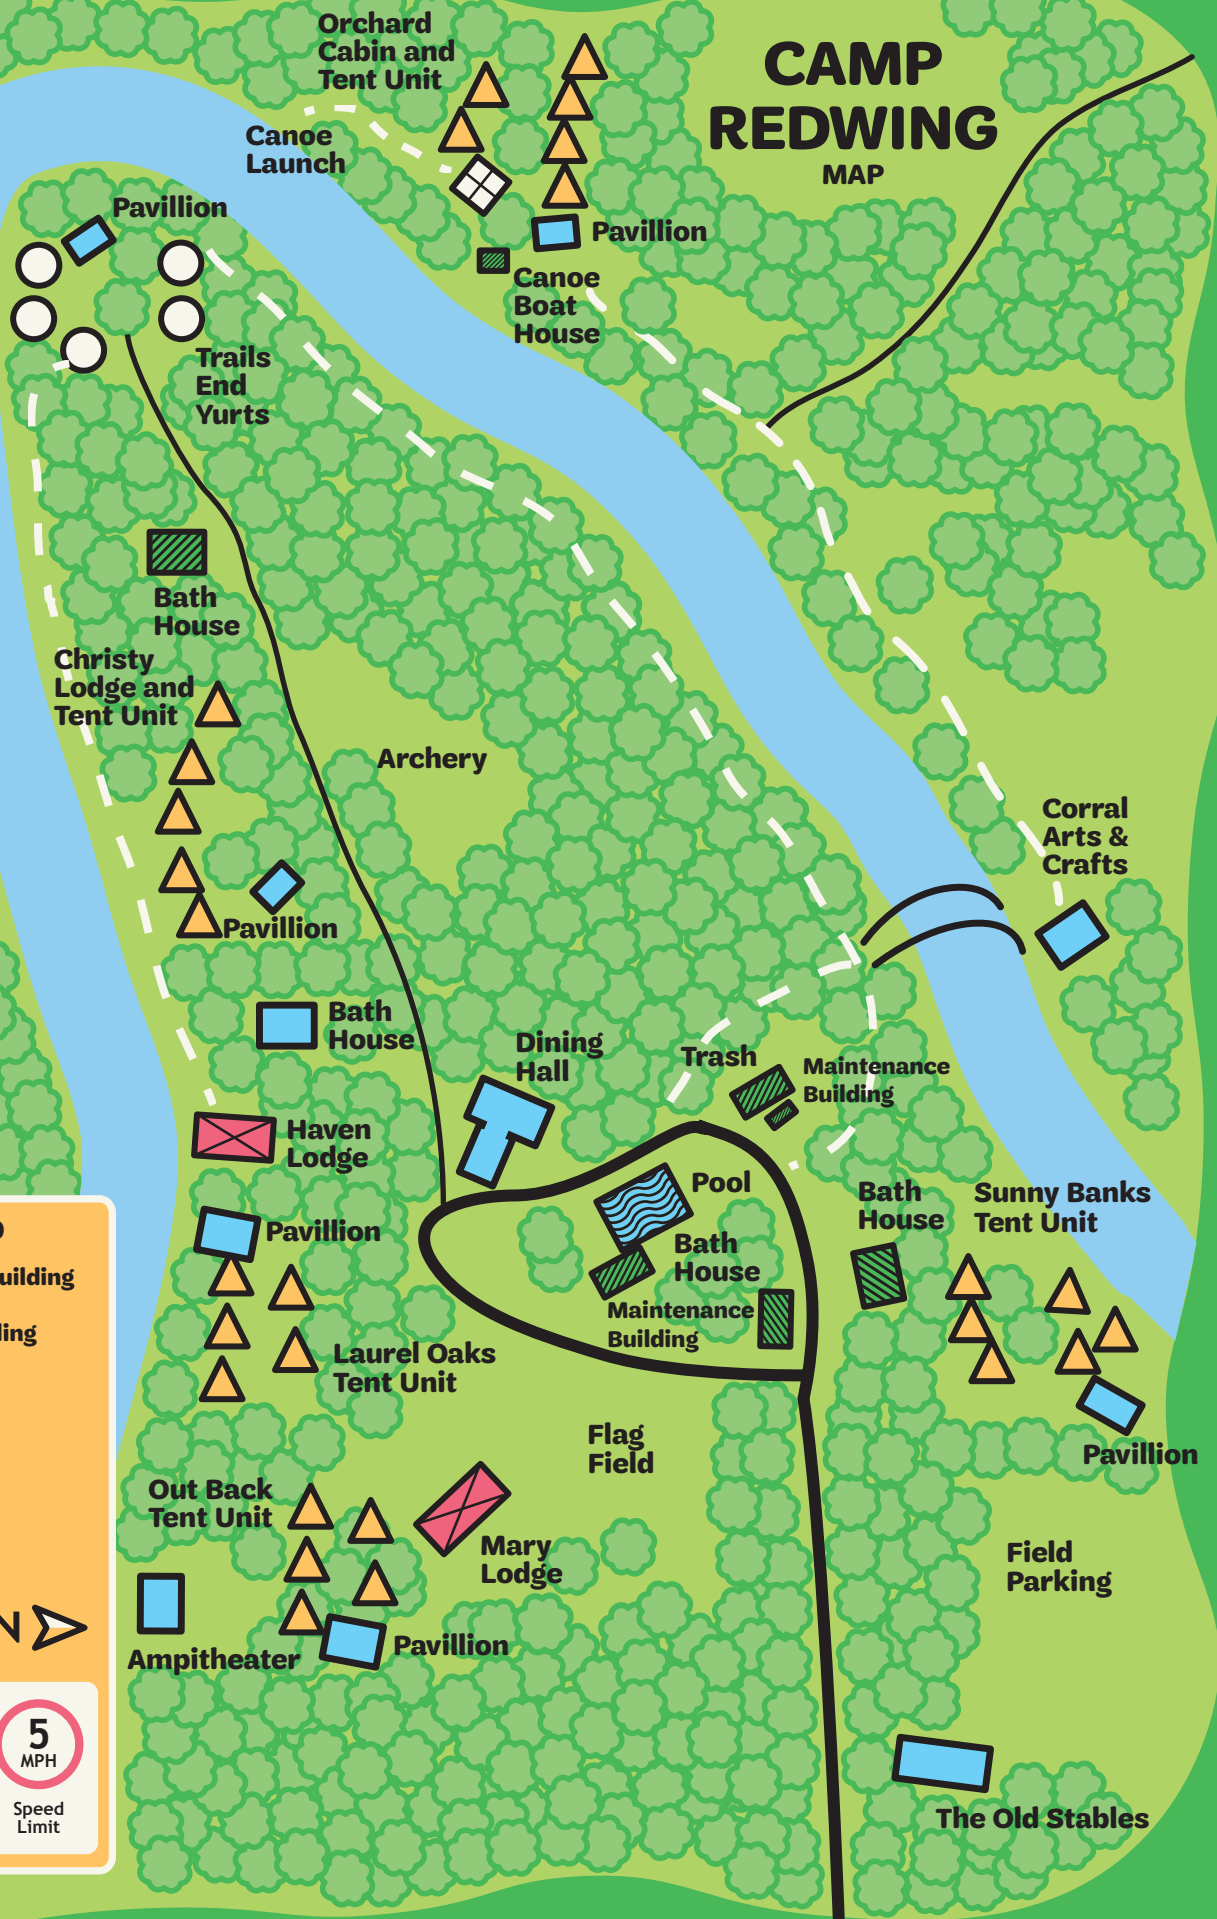 Orchard
Cabin and
Tent Unit
CAMP
REDWING
MAP
Canoe
Launch
Pavillion
Pavillion
Canoe
Boat
House
Trails
End
Yurts
Bath
House
Christy
Lodge and
Tent Unit
Archery
Corral
Arts &
Crafts
Pavillion
Bath
House
Dining
Hall
Trash
Maintenance
Building
Haven
Lodge
Pool
Bath
House
Sunny Banks
Tent Unit
Pavillion
Bath
House
Maintenance
Building
uilding
ling
Laurel Oaks
Tent Unit
Flag
Field
Pavillion
Out Back
Tent Unit
Mary
Lodge
Field
Parking
N
Ampitheater
Pavillion
5
MPH
Speed
Limit
The Old Stables